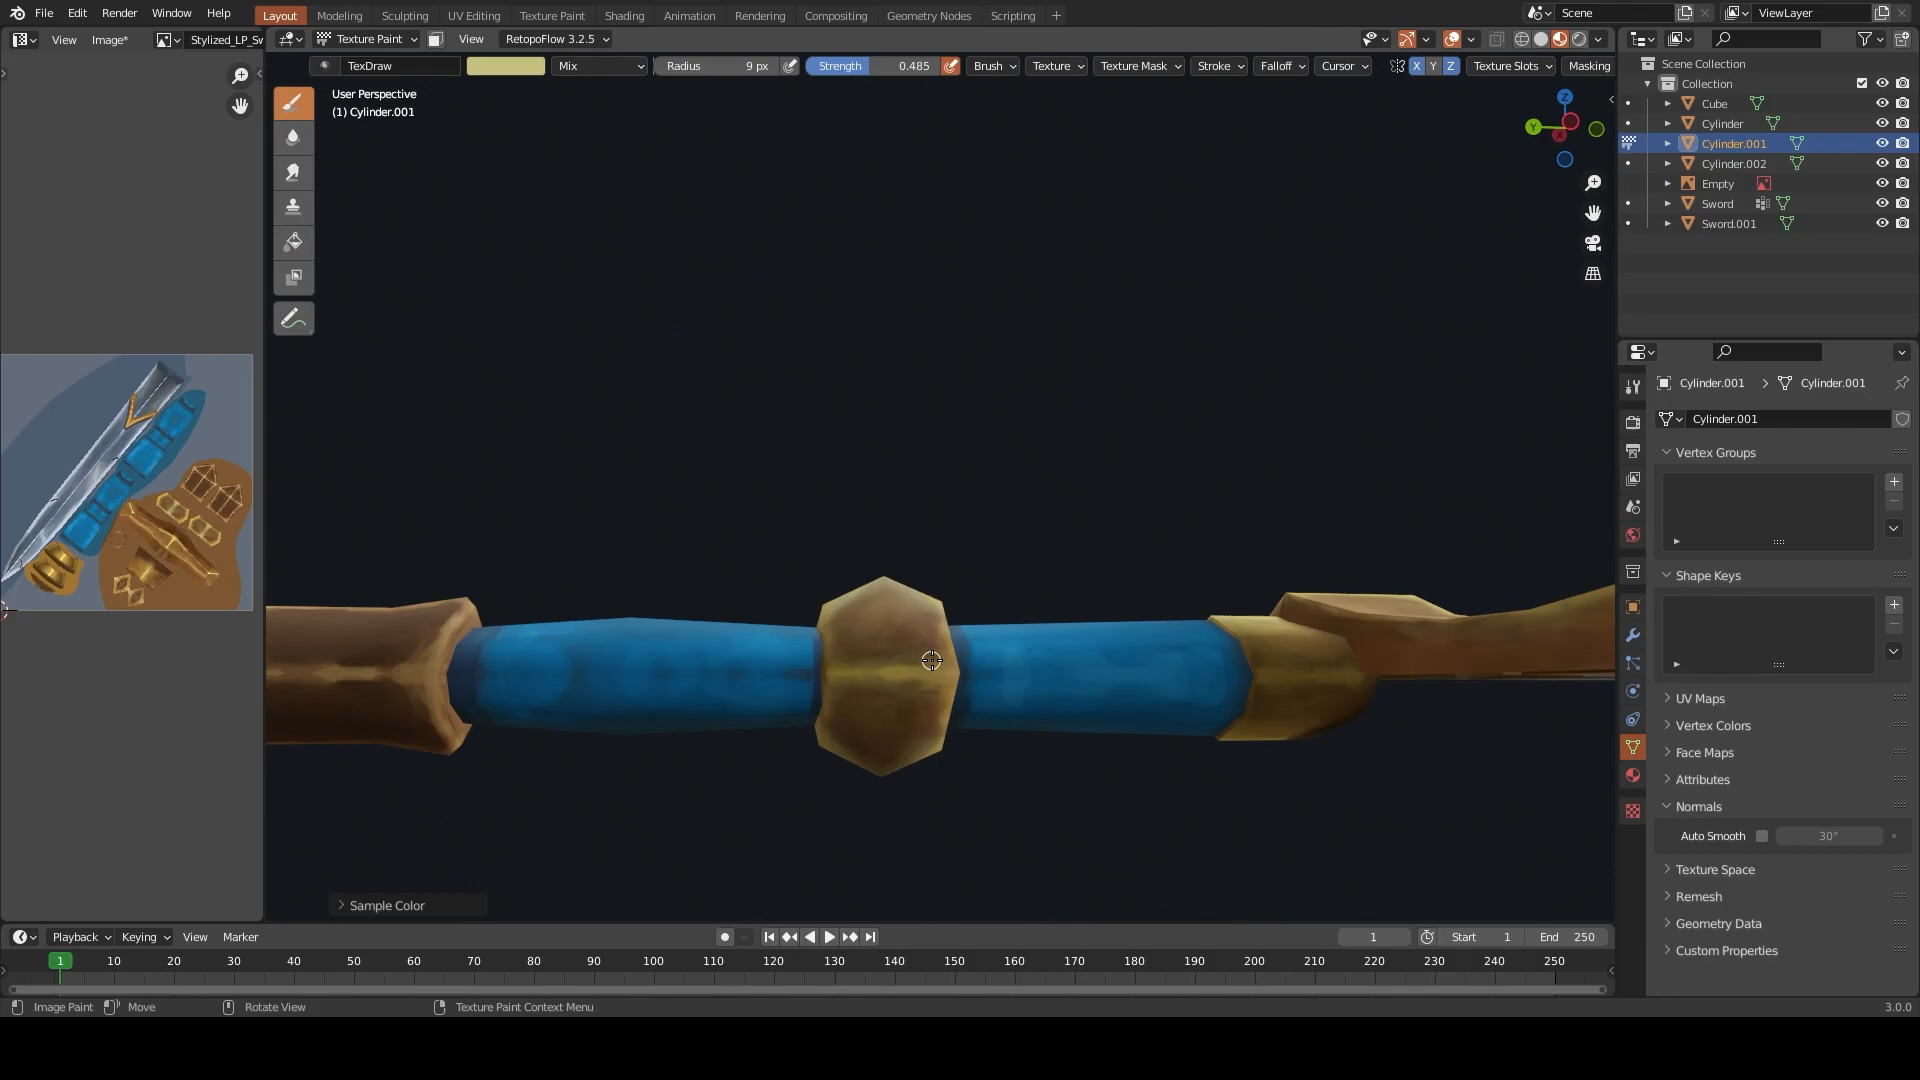 File Edit Render Window Help Layout Modeling Sculpting UV Editing Texture Paint Shading Animation Rendering Compositing Geometry Nodes Scripting + Scene ViewLayer
View Image* Stylized_LP_Sw Texture Paint View RetopoFlow 3.2.5
TexDraw Mix Radius 9 px Strength 0.485 Brush Texture Texture Mask Stroke Falloff Cursor X Y Z Texture Slots Masking
User Perspective
(1) Cylinder.001
Z
Y
X
Scene Collection
Collection
Cube
Cylinder
Cylinder.001
Cylinder.002
Empty
Sword
Sword.001
Cylinder.001 > Cylinder.001
Cylinder.001
Vertex Groups
Shape Keys
UV Maps
Vertex Colors
Face Maps
Attributes
Normals
Auto Smooth 30°
Texture Space
Remesh
Geometry Data
Custom Properties
Sample Color
Playback Keying View Marker 1 Start 1 End 250
1 10 20 30 40 50 60 70 80 90 100 110 120 130 140 150 160 170 180 190 200 210 220 230 240 250
Image Paint Move Rotate View Texture Paint Context Menu 3.0.0